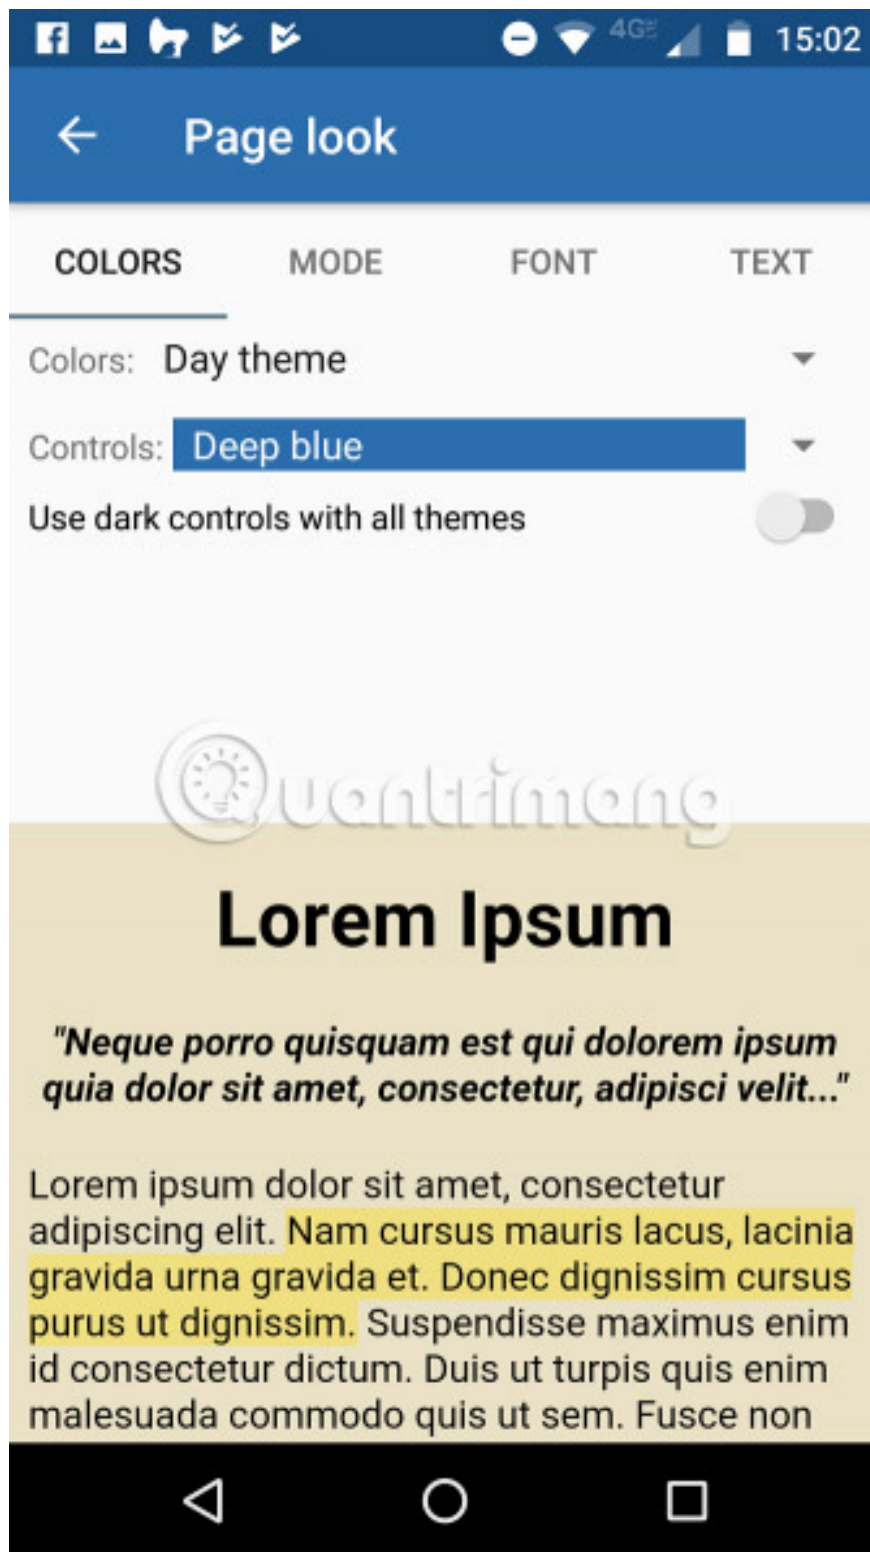 15:02
Page look
COLORS MODE FONT TEXT
Colors: Day theme
Controls: Deep blue
Use dark controls with all themes
Quantrimang
Lorem Ipsum
"Neque porro quisquam est qui dolorem ipsum
quia dolor sit amet, consectetur, adipisci velit..."
Lorem ipsum dolor sit amet, consectetur
adipiscing elit. Nam cursus mauris lacus, lacinia
gravida urna gravida et. Donec dignissim cursus
purus ut dignissim. Suspendisse maximus enim
id consectetur dictum. Duis ut turpis quis enim
malesuada commodo quis ut sem. Fusce non